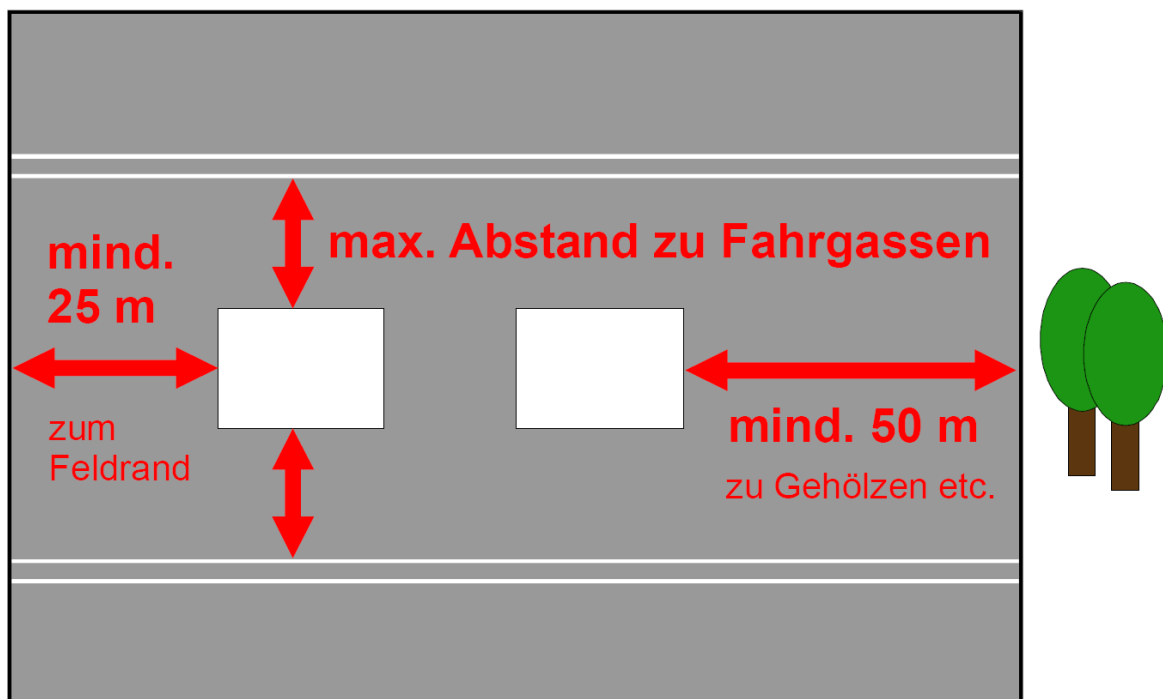 max. Abstand zu Fahrgassen
mind.
25 m
zum
Feldrand
mind. 50 m
zu Gehölzen etc.